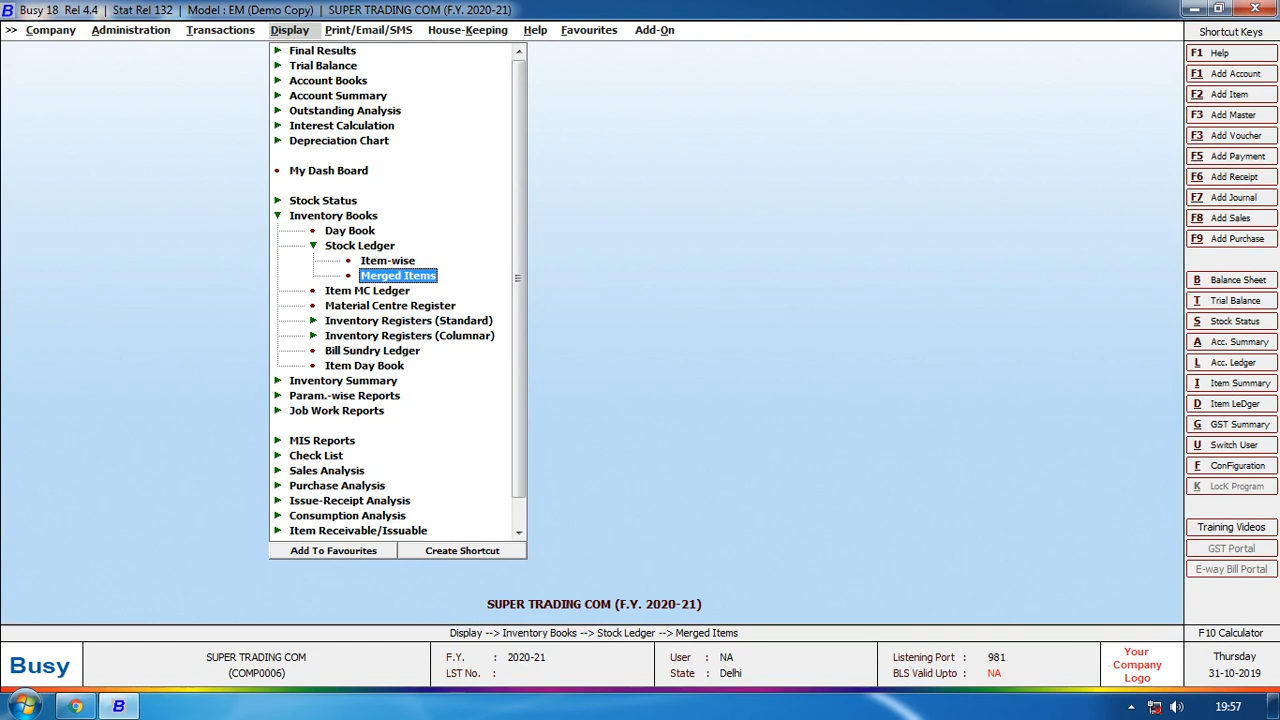 Busy 18 Rel 4.4 | Stat Rel 132 | Model : EM (Demo Copy) | SUPER TRADING COM (F.Y. 2020-21)
>> Company Administration Transactions Display Print/Email/SMS House-Keeping Help Favourites Add-On
Final Results
Trial Balance
Account Books
Account Summary
Outstanding Analysis
Interest Calculation
Depreciation Chart
My Dash Board
Stock Status
Inventory Books
Day Book
Stock Ledger
Item-wise
Merged Items
Item MC Ledger
Material Centre Register
Inventory Registers (Standard)
Inventory Registers (Columnar)
Bill Sundry Ledger
Item Day Book
Inventory Summary
Param.-wise Reports
Job Work Reports
MIS Reports
Check List
Sales Analysis
Purchase Analysis
Issue-Receipt Analysis
Consumption Analysis
Item Receivable/Issuable
Add To Favourites Create Shortcut
Shortcut Keys
F1 Help
F1 Add Account
F2 Add Item
F3 Add Master
F3 Add Voucher
F5 Add Payment
F6 Add Receipt
F7 Add Journal
F8 Add Sales
F9 Add Purchase
B Balance Sheet
T Trial Balance
S Stock Status
A Acc. Summary
L Acc. Ledger
I Item Summary
D Item LeDger
G GST Summary
U Switch User
F ConFiguration
K LocK Program
Training Videos
GST Portal
E-way Bill Portal
SUPER TRADING COM (F.Y. 2020-21)
Display --> Inventory Books --> Stock Ledger --> Merged Items
F10 Calculator
Busy
SUPER TRADING COM
(COMP0006)
F.Y. : 2020-21
LST No. :
User : NA
State : Delhi
Listening Port : 981
BLS Valid Upto : NA
Your
Company
Logo
Thursday
31-10-2019
19:57